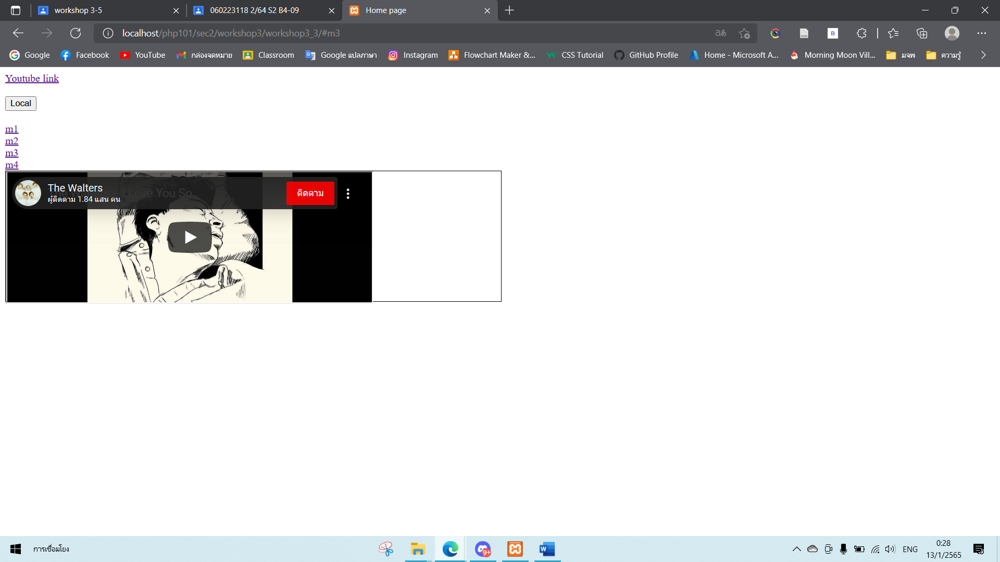 workshop 3-5
060223118 2/64 S2 B4-09
Home page
localhost/php101/sec2/workshop3/workshop3_3/#m3
Google
Facebook
YouTube
กล่องจดหมาย
Classroom
Google แปลภาษา
Instagram
Flowchart Maker &...
CSS Tutorial
GitHub Profile
Home - Microsoft A...
Morning Moon Vill...
มจพ
ความรู้
Youtube link
Local
m1
m2
m3
m4
The Walters
The Walters - I Love You So
ผู้ติดตาม 1.84 แสน คน
ติดตาม
การเชื่อมโยง
9+
ENG
0:28
13/1/2565